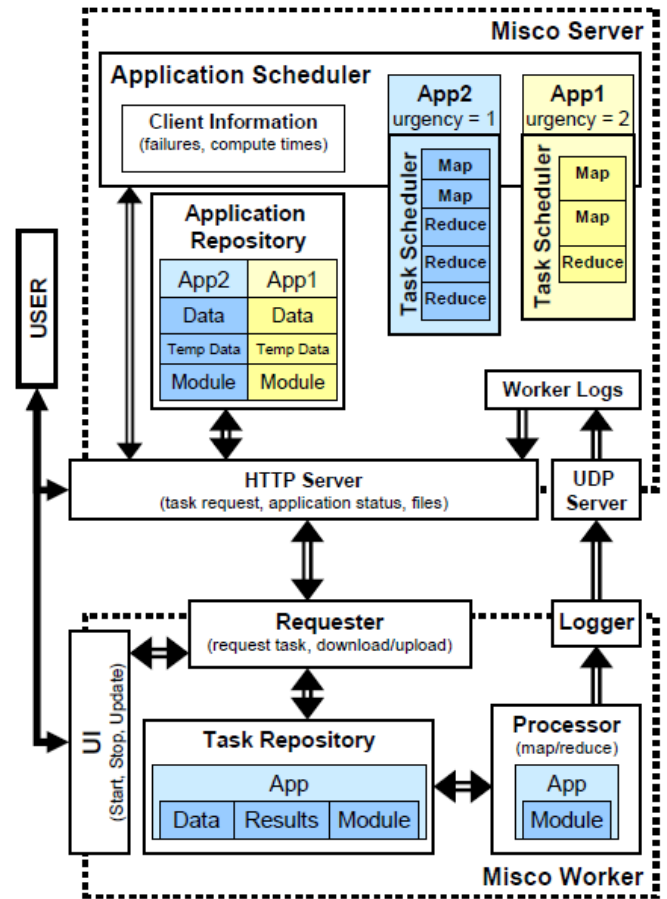 Misco Server
Application Scheduler
Client Information
(failures, compute times)
App2
urgency = 1
Task Scheduler
Map
Map
Reduce
Reduce
Reduce
App1
urgency = 2
Task Scheduler
Map
Map
Reduce
Application
Repository
App2 App1
Data Data
Temp Data Temp Data
Module Module
USER
Worker Logs
HTTP Server
(task request, application status, files)
UDP
Server
Requester
(request task, download/upload)
Logger
UI
(Start, Stop, Update)
Task Repository
App
Data Results Module
Processor
(map/reduce)
App
Module
Misco Worker